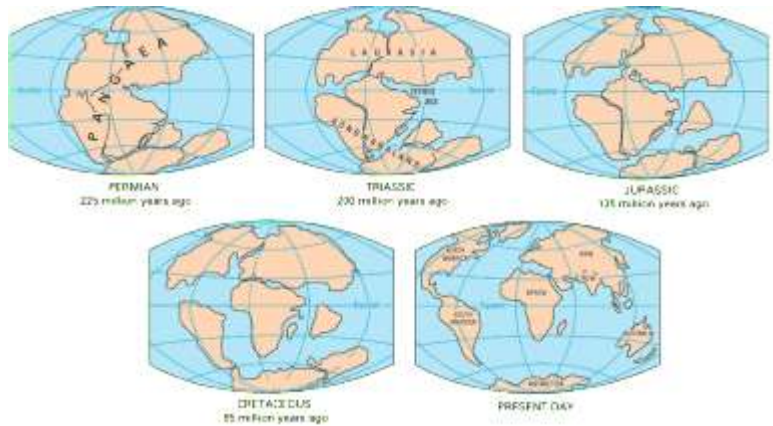 PANGAEA
PERMIAN
225 million years ago
LAURASIA
GONDWANALAND
TRIASSIC
200 million years ago
JURASSIC
135 million years ago
CRETACEOUS
65 million years ago
NORTH
AMERICA
ASIA
AFRICA
SOUTH
AMERICA
AUSTRALIA
ANTARCTICA
PRESENT DAY